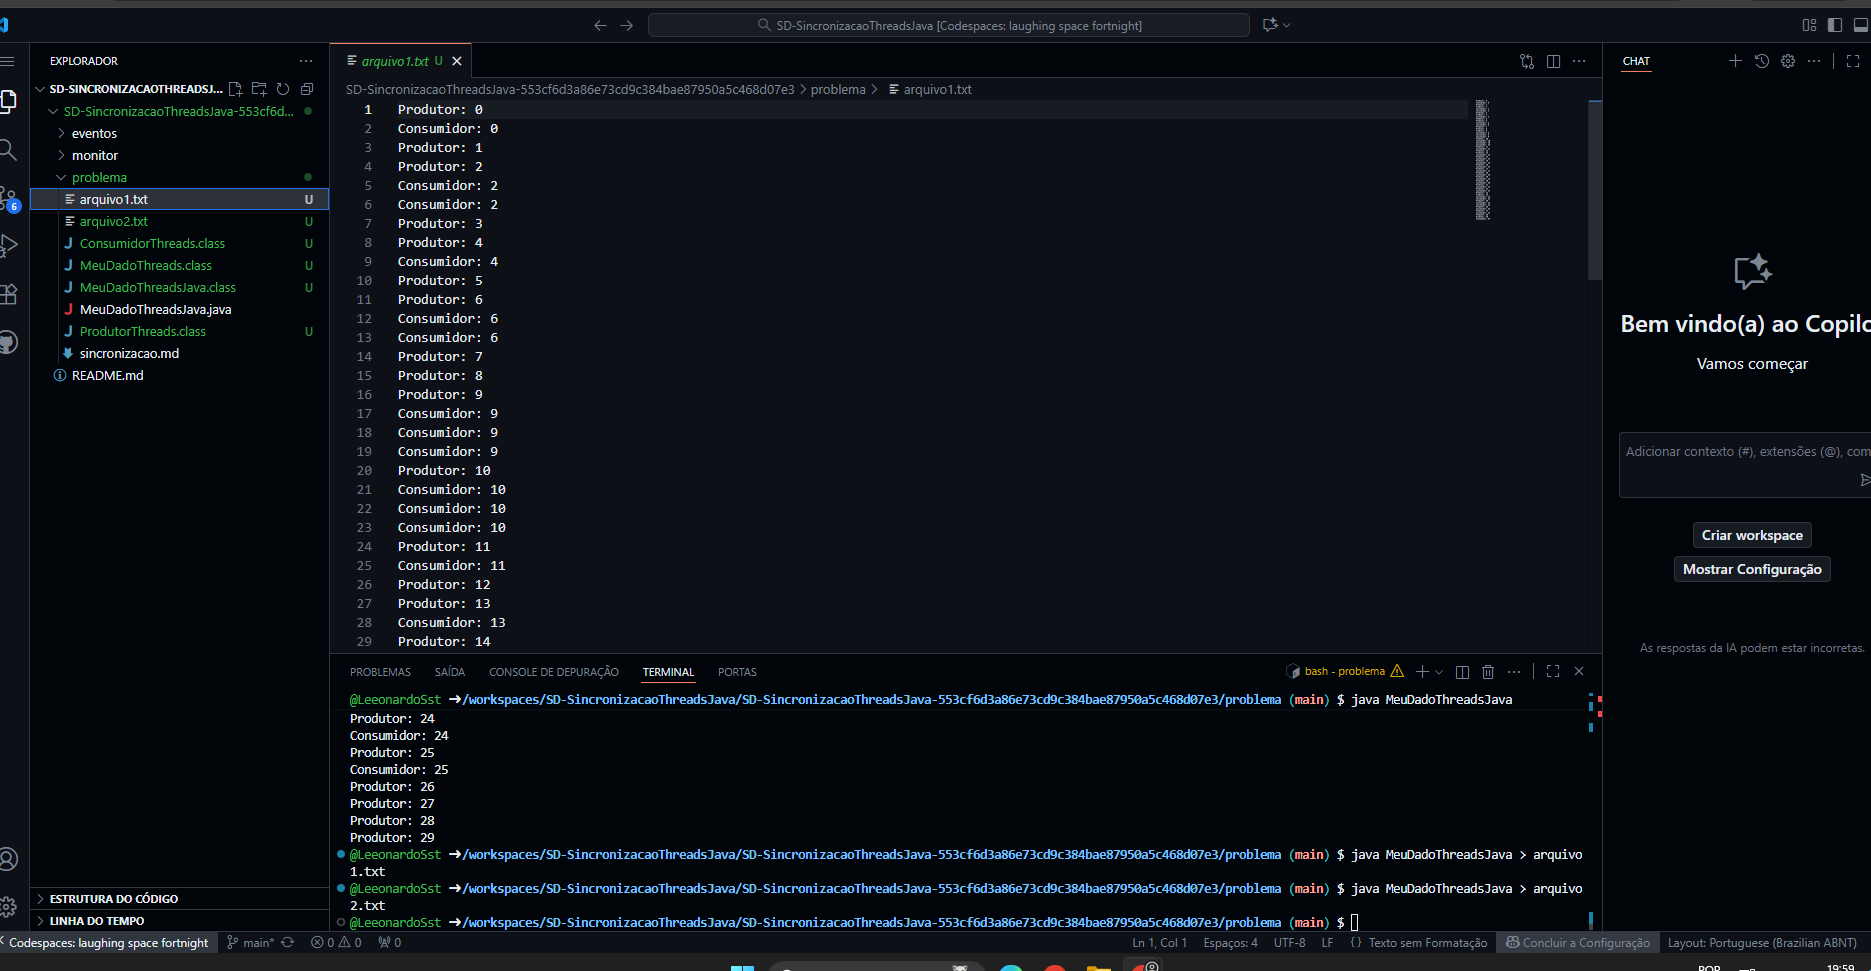 SD-SincronizacaoThreadsJava [Codespaces: laughing space fortnight]
EXPLORADOR
SD-SINCRONIZACAOTHREADSJ...
SD-SincronizacaoThreadsJava-553cf6d...
eventos
monitor
problema
arquivo1.txt U
arquivo2.txt U
ConsumidorThreads.class U
MeuDadoThreads.class U
MeuDadoThreadsJava.class U
MeuDadoThreadsJava.java
ProdutorThreads.class U
sincronizacao.md
README.md
6
ESTRUTURA DO CÓDIGO
LINHA DO TEMPO
arquivo1.txt U
SD-SincronizacaoThreadsJava-553cf6d3a86e73cd9c384bae87950a5c468d07e3 > problema > arquivo1.txt
1 Produtor: 0
2 Consumidor: 0
3 Produtor: 1
4 Produtor: 2
5 Consumidor: 2
6 Consumidor: 2
7 Produtor: 3
8 Produtor: 4
9 Consumidor: 4
10 Produtor: 5
11 Produtor: 6
12 Consumidor: 6
13 Consumidor: 6
14 Produtor: 7
15 Produtor: 8
16 Produtor: 9
17 Consumidor: 9
18 Consumidor: 9
19 Consumidor: 9
20 Produtor: 10
21 Consumidor: 10
22 Consumidor: 10
23 Consumidor: 10
24 Produtor: 11
25 Consumidor: 11
26 Produtor: 12
27 Produtor: 13
28 Consumidor: 13
29 Produtor: 14
PROBLEMAS SAÍDA CONSOLE DE DEPURAÇÃO TERMINAL PORTAS
bash - problema
@LeeonardoSst ➜/workspaces/SD-SincronizacaoThreadsJava/SD-SincronizacaoThreadsJava-553cf6d3a86e73cd9c384bae87950a5c468d07e3/problema (main) $ java MeuDadoThreadsJava
Produtor: 24
Consumidor: 24
Produtor: 25
Consumidor: 25
Produtor: 26
Produtor: 27
Produtor: 28
Produtor: 29
@LeeonardoSst ➜/workspaces/SD-SincronizacaoThreadsJava/SD-SincronizacaoThreadsJava-553cf6d3a86e73cd9c384bae87950a5c468d07e3/problema (main) $ java MeuDadoThreadsJava > arquivo
1.txt
@LeeonardoSst ➜/workspaces/SD-SincronizacaoThreadsJava/SD-SincronizacaoThreadsJava-553cf6d3a86e73cd9c384bae87950a5c468d07e3/problema (main) $ java MeuDadoThreadsJava > arquivo
2.txt
@LeeonardoSst ➜/workspaces/SD-SincronizacaoThreadsJava/SD-SincronizacaoThreadsJava-553cf6d3a86e73cd9c384bae87950a5c468d07e3/problema (main) $
CHAT
Bem vindo(a) ao Copilo
Vamos começar
Adicionar contexto (#), extensões (@), com
Criar workspace
Mostrar Configuração
As respostas da IA podem estar incorretas.
Codespaces: laughing space fortnight main* 0 0 0
Ln 1, Col 1 Espaços: 4 UTF-8 LF {} Texto sem Formatação Concluir a Configuração Layout: Portuguese (Brazilian ABNT)
POR 19:59